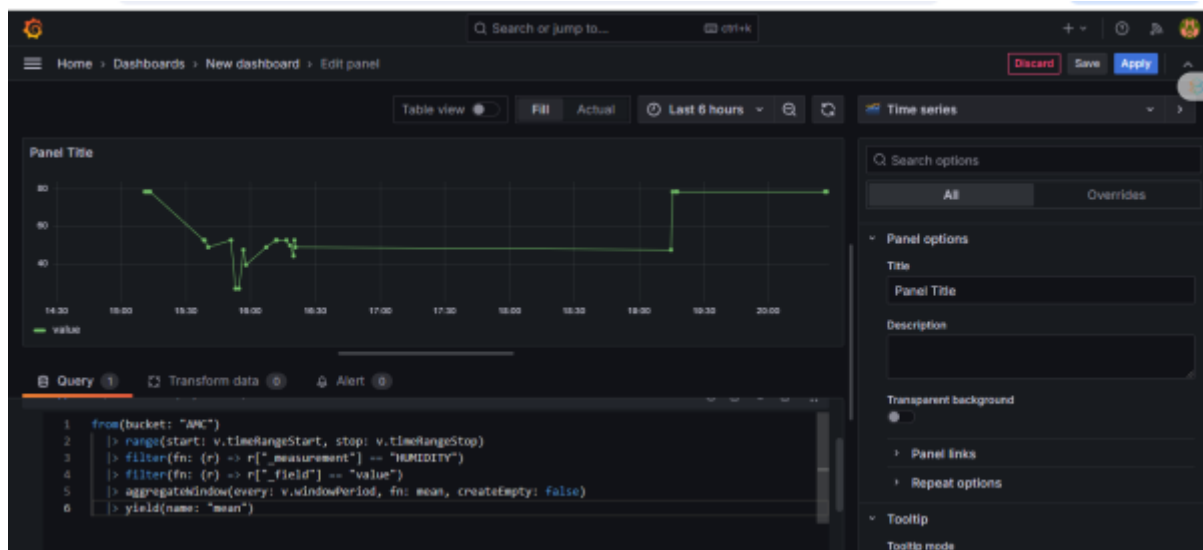 Search or jump to... ctrl+k
Home › Dashboards › New dashboard › Edit panel Discard Save Apply
Table view Fill Actual Last 6 hours Time series
Panel Title
Search options
All Overrides
80
60
40
14:30 15:00 15:30 16:00 16:30 17:00 17:30 18:00 18:30 19:00 19:30 20:00
value
Panel options
Title
Panel Title
Description
Transparent background
Panel links
Repeat options
Tooltip
Tooltip mode
Query 1 Transform data 0 Alert 0
1 from(bucket: "AMC")
2 |> range(start: v.timeRangeStart, stop: v.timeRangeStop)
3 |> filter(fn: (r) => r["_measurement"] == "HUMIDITY")
4 |> filter(fn: (r) => r["_field"] == "value")
5 |> aggregateWindow(every: v.windowPeriod, fn: mean, createEmpty: false)
6 |> yield(name: "mean")